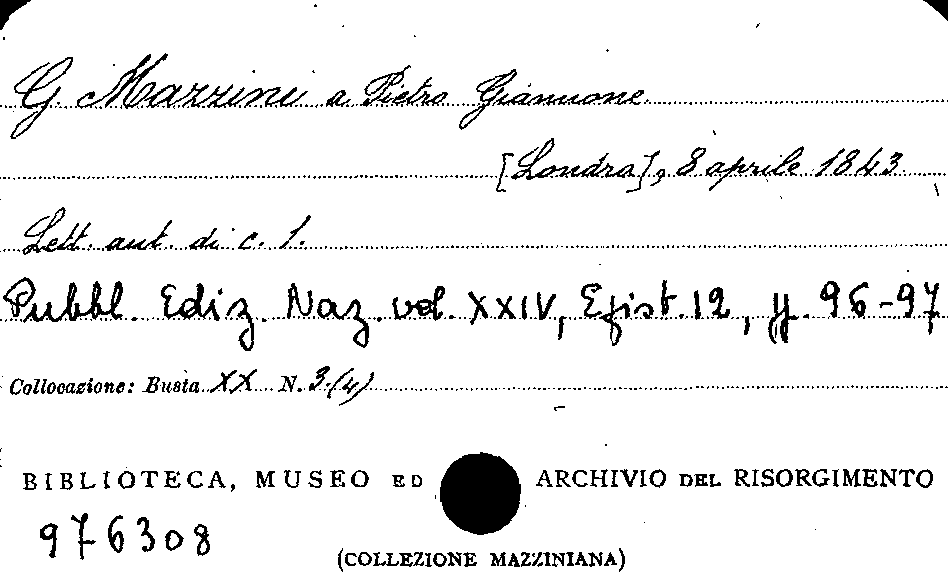 G. Mazzini a Pietro Giannone
[Londra], 8 aprile 1843
Lett. aut. di c. 1.
Pubbl. Ediz. Naz. vol. XXIV, Epist. 12, pp. 96-97
Collocazione: Busta XX N. 3.(4)
BIBLIOTECA, MUSEO ED ARCHIVIO DEL RISORGIMENTO
976308
(COLLEZIONE MAZZINIANA)